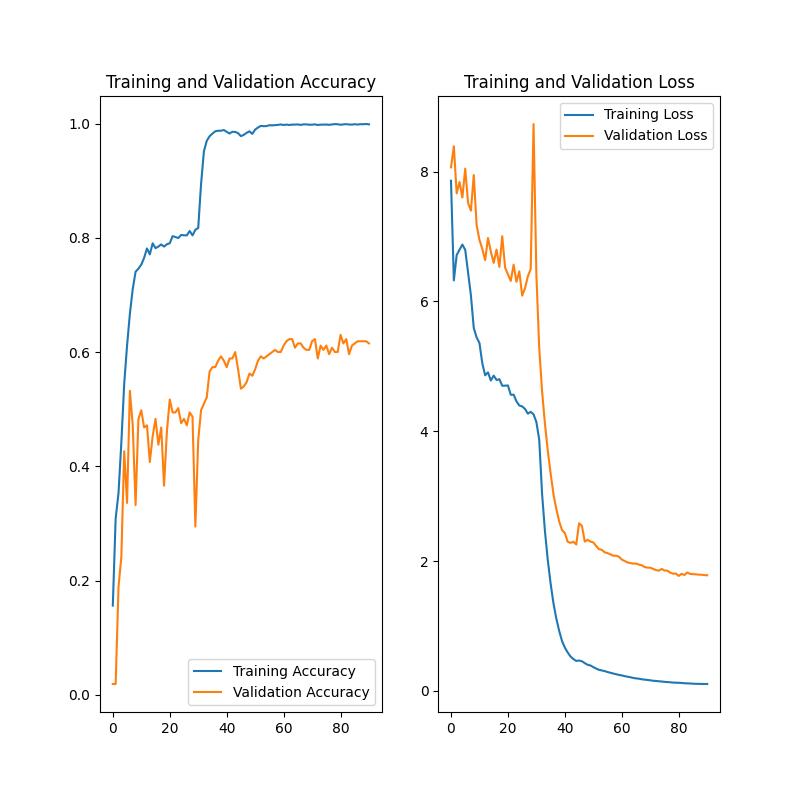 Training and Validation Accuracy
1.0
0.8
0.6
0.4
0.2
0.0
0 20 40 60 80
Training Accuracy
Validation Accuracy
Training and Validation Loss
8
6
4
2
0
0 20 40 60 80
Training Loss
Validation Loss